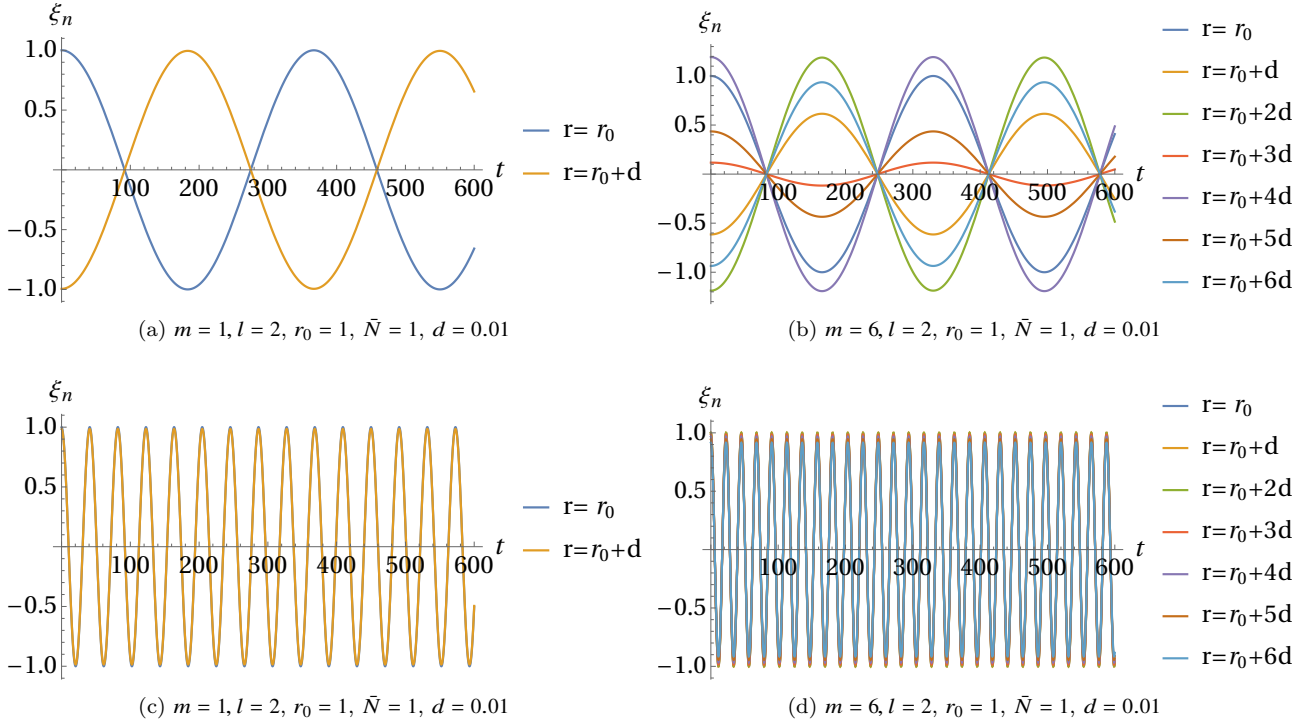 ξₙ
1.0
0.5
−0.5
−1.0
100 200 300 400 500 600 t
r= r₀
r=r₀+d
(a) m = 1, l = 2, r₀ = 1, N̄ = 1, d = 0.01
ξₙ
1.0
0.5
−0.5
−1.0
100 200 300 400 500 600 t
r= r₀
r=r₀+d
r=r₀+2d
r=r₀+3d
r=r₀+4d
r=r₀+5d
r=r₀+6d
(b) m = 6, l = 2, r₀ = 1, N̄ = 1, d = 0.01
ξₙ
1.0
0.5
−0.5
−1.0
100 200 300 400 500 600 t
r= r₀
r=r₀+d
(c) m = 1, l = 2, r₀ = 1, N̄ = 1, d = 0.01
ξₙ
1.0
0.5
−0.5
−1.0
100 200 300 400 500 600 t
r= r₀
r=r₀+d
r=r₀+2d
r=r₀+3d
r=r₀+4d
r=r₀+5d
r=r₀+6d
(d) m = 6, l = 2, r₀ = 1, N̄ = 1, d = 0.01